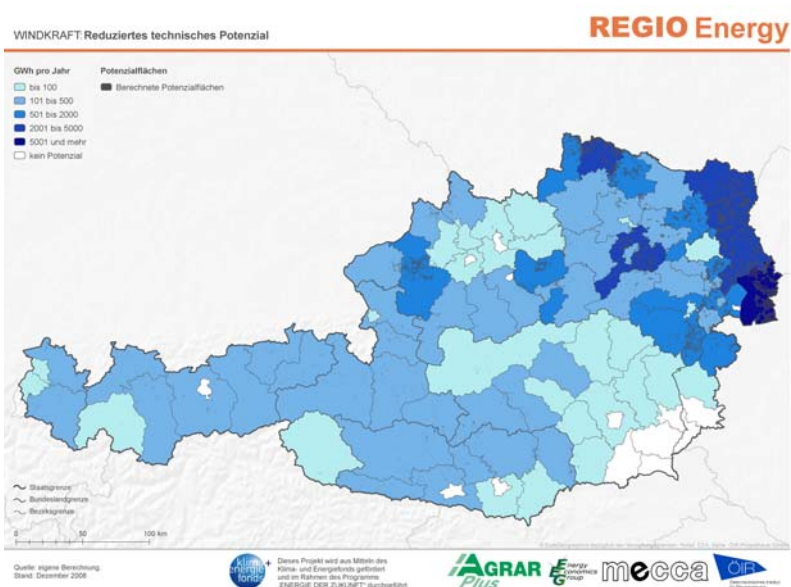 WINDKRAFT: Reduziertes technisches Potenzial
REGIO Energy
GWh pro Jahr
bis 100
101 bis 500
501 bis 2000
2001 bis 5000
5001 und mehr
kein Potenzial
Potenzialflächen
Berechnete Potenzialflächen
Staatsgrenze
Bundeslandgrenze
Bezirksgrenze
0 50 100 km
Quelle: eigene Berechnung.
Stand: Dezember 2008
klima+
energie
fonds
Dieses Projekt wird aus Mitteln des
Klima- und Energiefonds gefördert
und im Rahmen des Programms
„ENERGIE DER ZUKUNFT“ durchgeführt.
AGRAR
Plus
Energy
Economics
Group
mecca
ÖIR